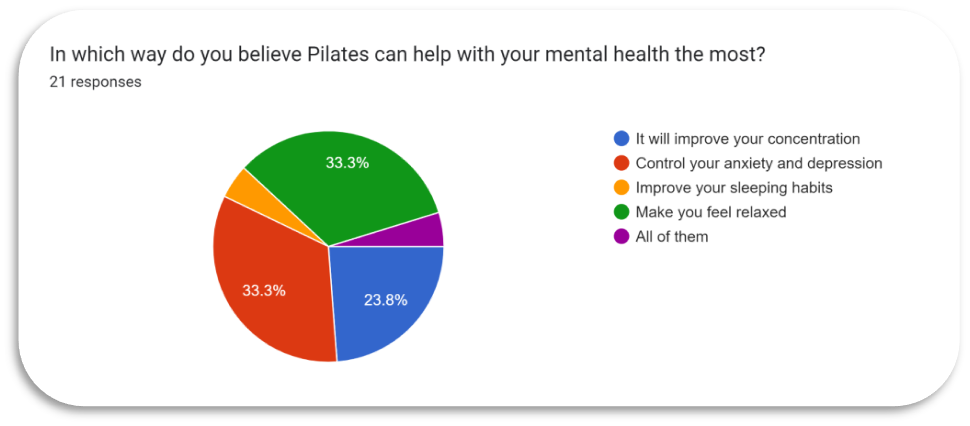 In which way do you believe Pilates can help with your mental health the most?
21 responses
33.3%
33.3%
23.8%
It will improve your concentration
Control your anxiety and depression
Improve your sleeping habits
Make you feel relaxed
All of them